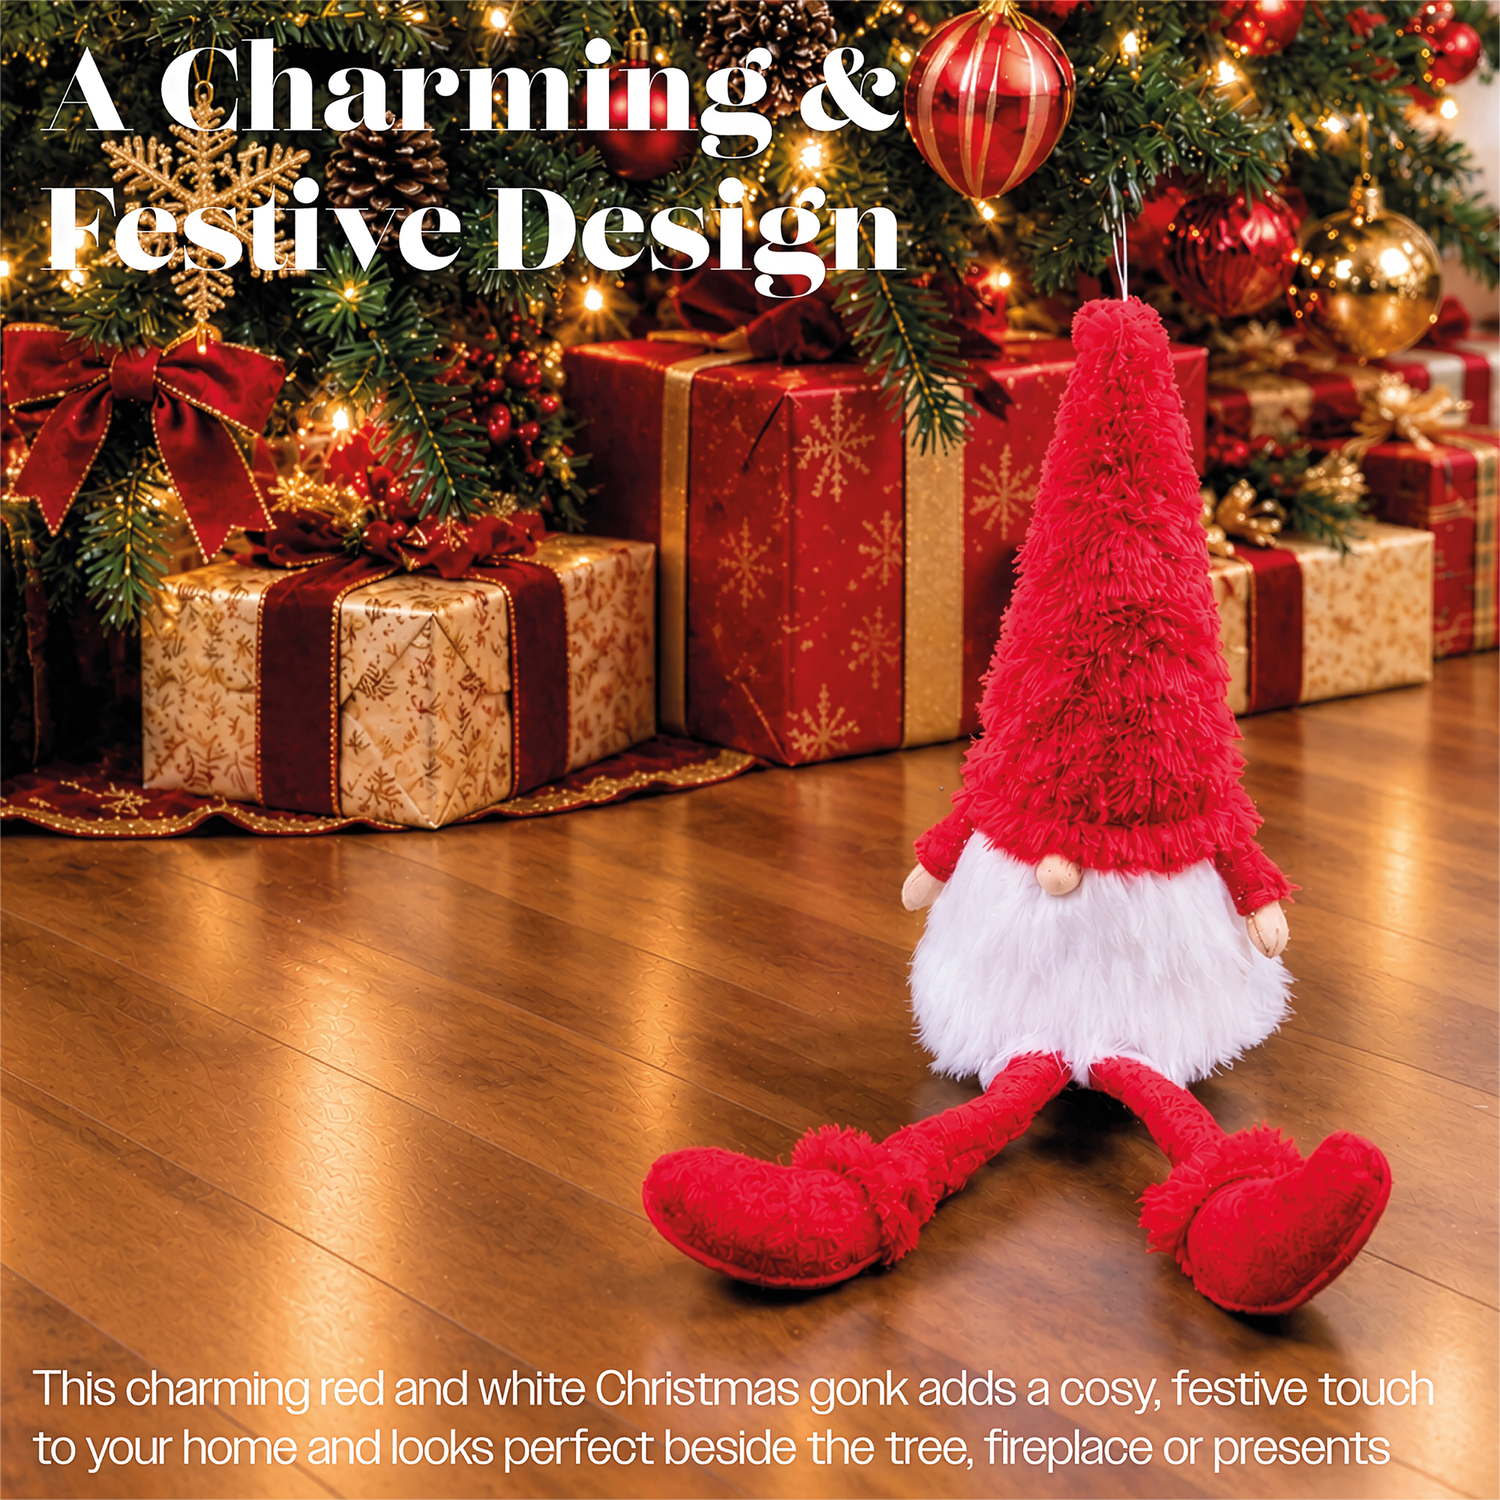 A Charming &
Festive Design
This charming red and white Christmas gonk adds a cosy, festive touch
to your home and looks perfect beside the tree, fireplace or presents